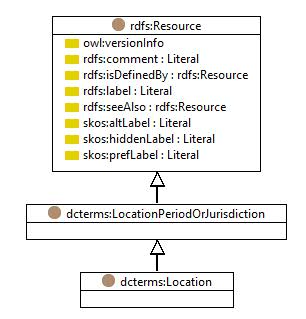 rdfs:Resource
owl:versionInfo
rdfs:comment : Literal
rdfs:isDefinedBy : rdfs:Resource
rdfs:label : Literal
rdfs:seeAlso : rdfs:Resource
skos:altLabel : Literal
skos:hiddenLabel : Literal
skos:prefLabel : Literal
dcterms:LocationPeriodOrJurisdiction
dcterms:Location